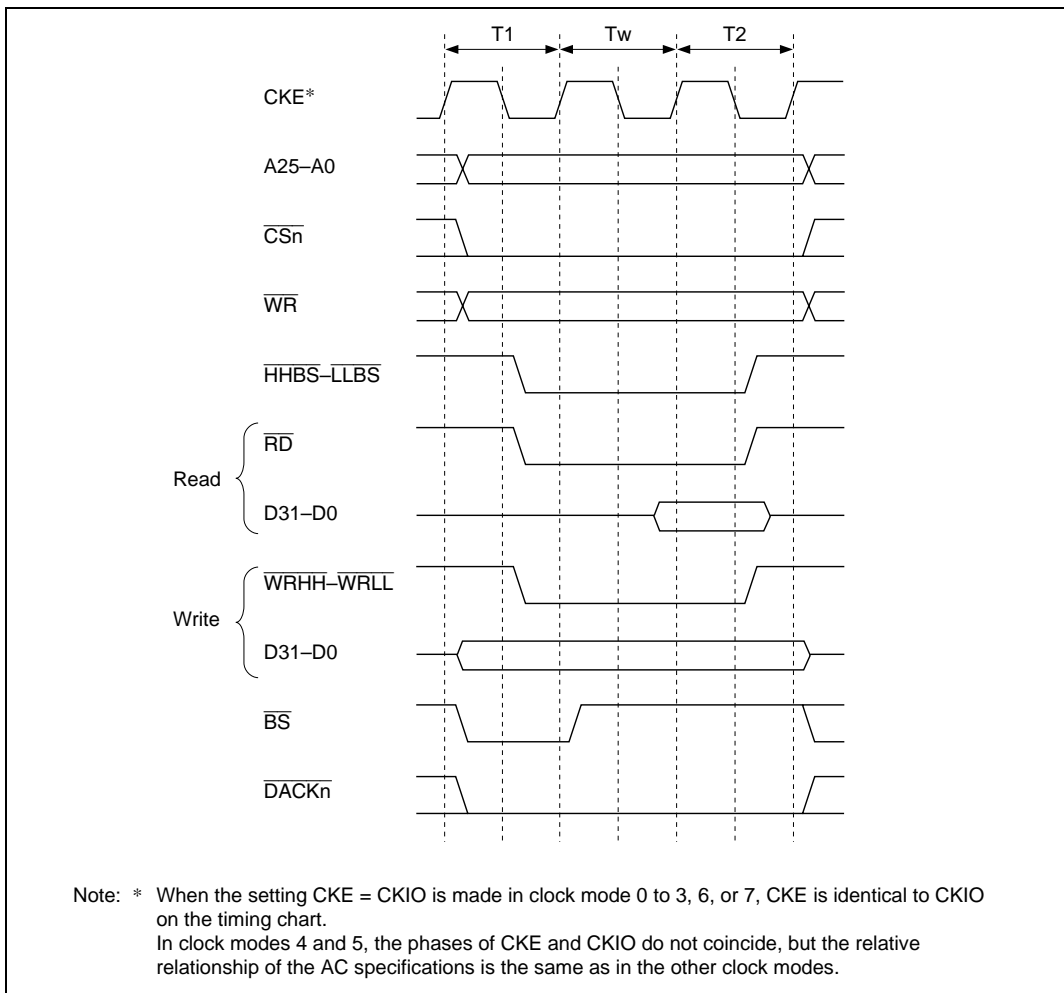 T1 Tw T2
CKE*
A25–A0
CSn
WR
HHBS–LLBS
RD
Read
D31–D0
WRHH–WRLL
Write
D31–D0
BS
DACKn
Note: * When the setting CKE = CKIO is made in clock mode 0 to 3, 6, or 7, CKE is identical to CKIO
on the timing chart.
In clock modes 4 and 5, the phases of CKE and CKIO do not coincide, but the relative
relationship of the AC specifications is the same as in the other clock modes.